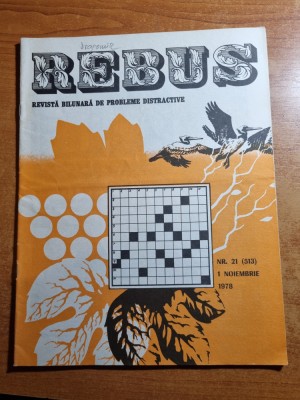 REBUS
REVISTĂ BILUNARĂ DE PROBLEME DISTRACTIVE
NR. 21 (513)
1 NOIEMBRIE
1978